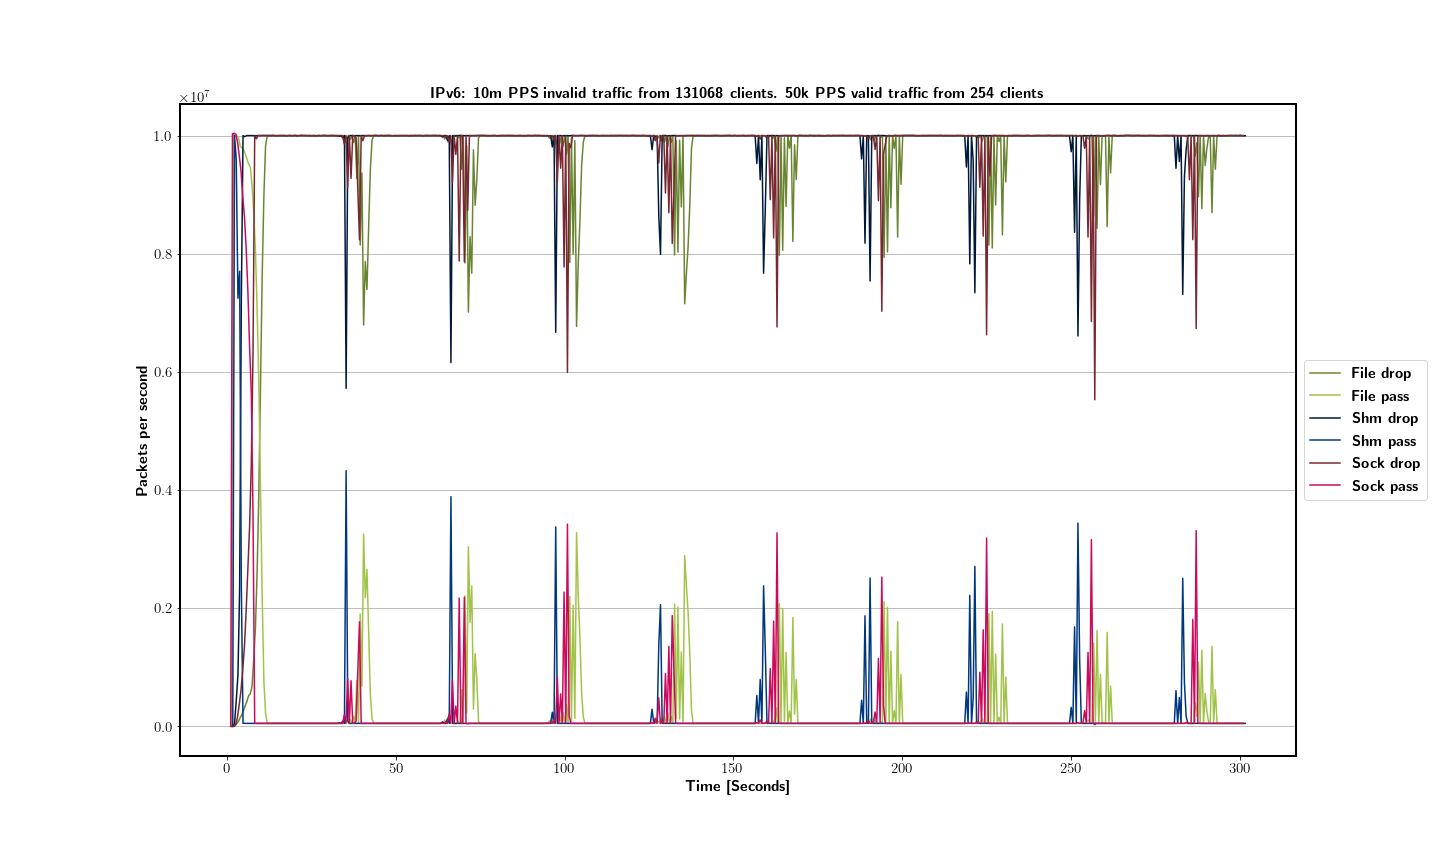 IPv6: 10m PPS invalid traffic from 131068 clients. 50k PPS valid traffic from 254 clients
×10⁷
1.0
0.8
0.6
0.4
0.2
0.0
Packets per second
0 50 100 150 200 250 300
Time [Seconds]
File drop
File pass
Shm drop
Shm pass
Sock drop
Sock pass